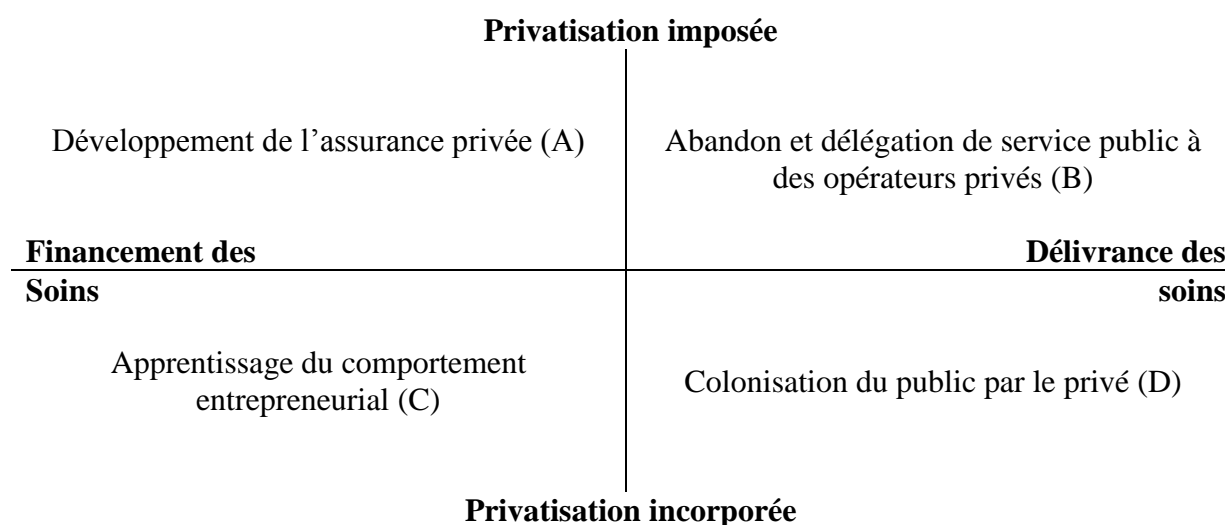 Privatisation imposée
Développement de l’assurance privée (A)
Abandon et délégation de service public à
des opérateurs privés (B)
Financement des
Soins
Délivrance des
soins
Apprentissage du comportement
entrepreneurial (C)
Colonisation du public par le privé (D)
Privatisation incorporée